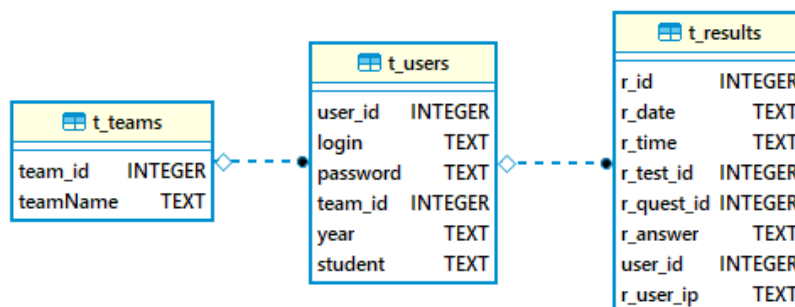 t_teams
team_id INTEGER
teamName TEXT
t_users
user_id INTEGER
login TEXT
password TEXT
team_id INTEGER
year TEXT
student TEXT
t_results
r_id INTEGER
r_date TEXT
r_time TEXT
r_test_id INTEGER
r_quest_id INTEGER
r_answer TEXT
user_id INTEGER
r_user_ip TEXT